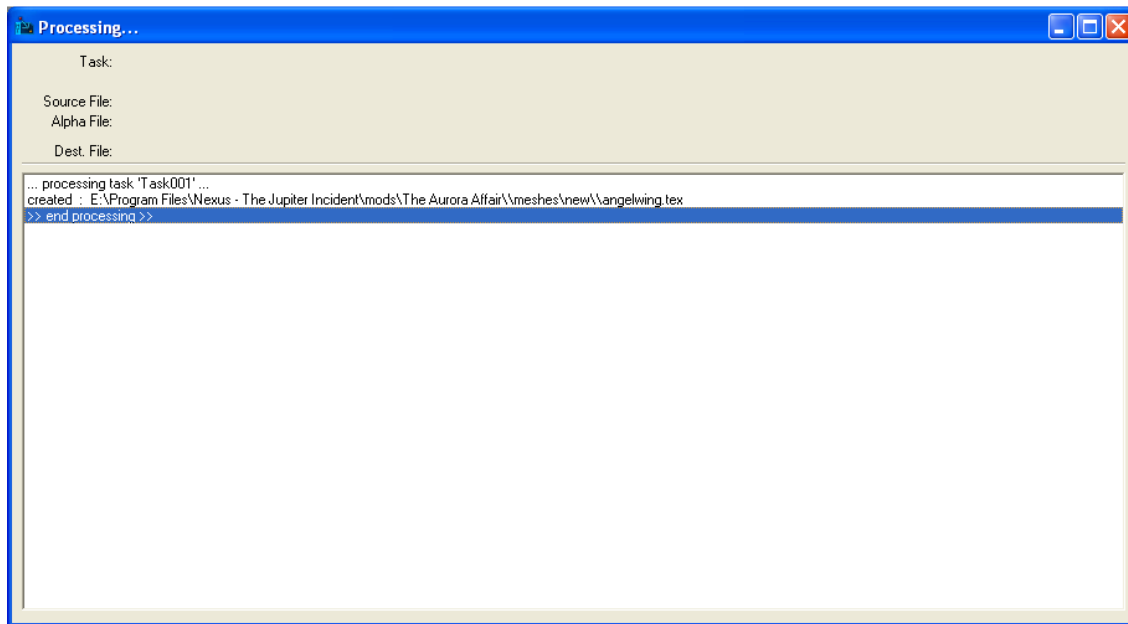 Processing...
Task:
Source File:
Alpha File:
Dest. File:
... processing task 'Task001' ...
created : E:\Program Files\Nexus - The Jupiter Incident\mods\The Aurora Affair\\meshes\new\\angelwing.tex
>> end processing >>